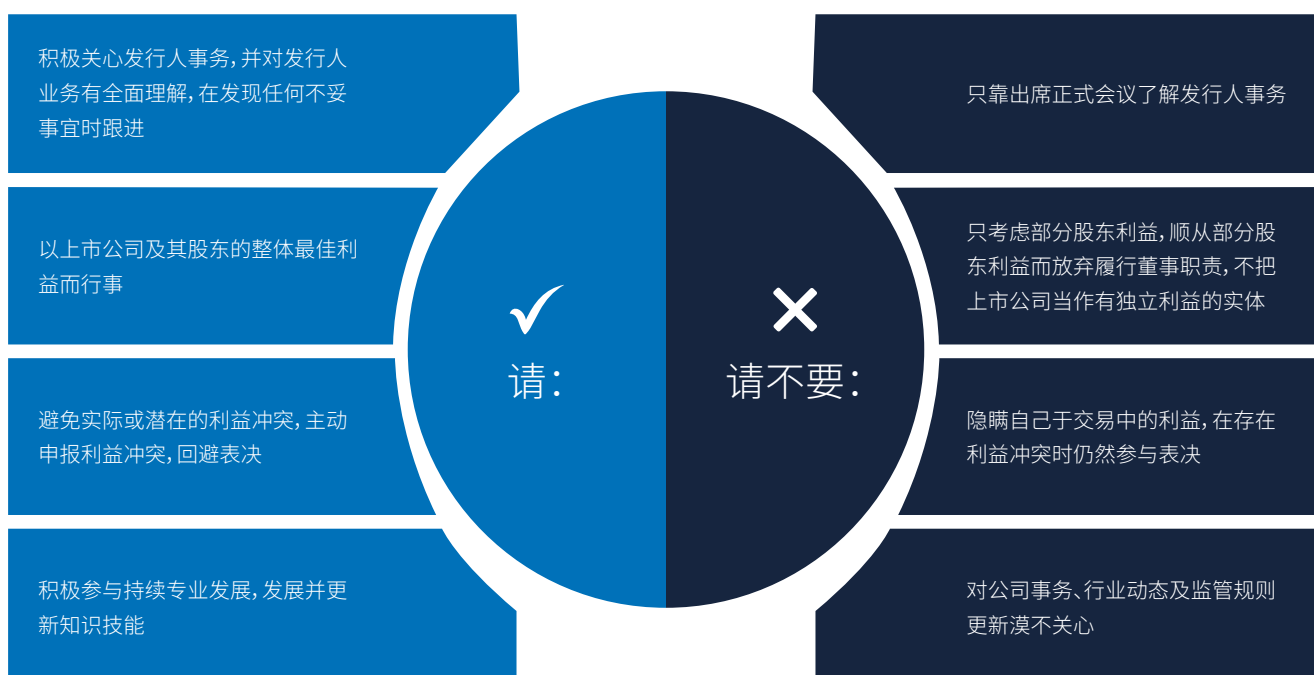 积极关心发行人事务，并对发行人
业务有全面理解，在发现任何不妥
事宜时跟进
以上市公司及其股东的整体最佳利
益而行事
避免实际或潜在的利益冲突，主动
申报利益冲突，回避表决
积极参与持续专业发展，发展并更
新知识技能
请：
请不要：
只靠出席正式会议了解发行人事务
只考虑部分股东利益，顺从部分股
东利益而放弃履行董事职责，不把
上市公司当作有独立利益的实体
隐瞒自己于交易中的利益，在存在
利益冲突时仍然参与表决
对公司事务、行业动态及监管规则
更新漠不关心